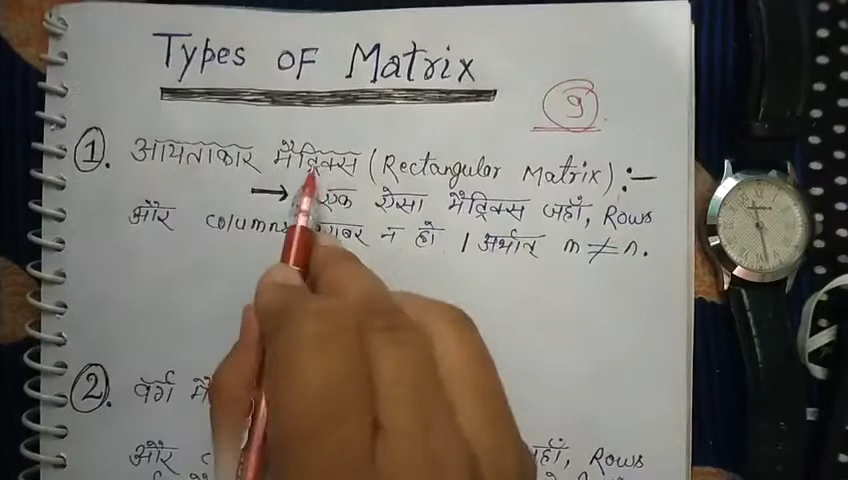 Types OF Matrix
9
1. आयताकार मैट्रिक्स (Rectangular Matrix) :-
→ एक ऐसा मैट्रिक्स जहाँ, Rows
और columns बराबर न हो । अर्थात m ≠ n.
2. वर्ग
और जहाँ, Rows